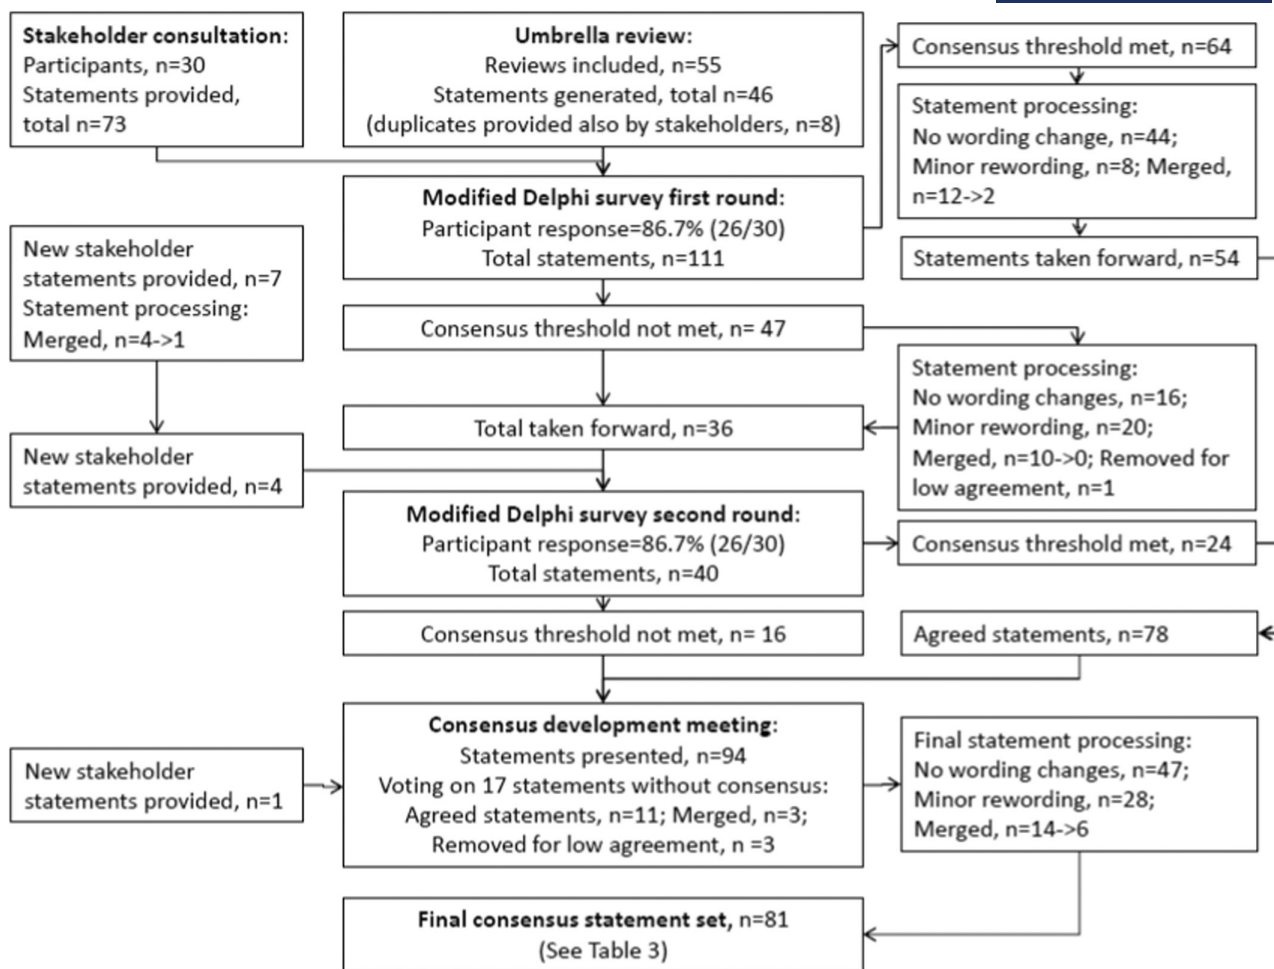 Stakeholder consultation:
Participants, n=30
Statements provided,
total n=73
Umbrella review:
Reviews included, n=55
Statements generated, total n=46
(duplicates provided also by stakeholders, n=8)
Consensus threshold met, n=64
Statement processing:
No wording change, n=44;
Minor rewording, n=8; Merged,
n=12->2
Statements taken forward, n=54
Modified Delphi survey first round:
Participant response=86.7% (26/30)
Total statements, n=111
New stakeholder
statements provided, n=7
Statement processing:
Merged, n=4->1
Consensus threshold not met, n= 47
Statement processing:
No wording changes, n=16;
Minor rewording, n=20;
Merged, n=10->0; Removed for
low agreement, n=1
Total taken forward, n=36
New stakeholder
statements provided, n=4
Modified Delphi survey second round:
Participant response=86.7% (26/30)
Total statements, n=40
Consensus threshold met, n=24
Consensus threshold not met, n= 16
Agreed statements, n=78
Consensus development meeting:
Statements presented, n=94
Voting on 17 statements without consensus:
Agreed statements, n=11; Merged, n=3;
Removed for low agreement, n =3
New stakeholder
statements provided, n=1
Final statement processing:
No wording changes, n=47;
Minor rewording, n=28;
Merged, n=14->6
Final consensus statement set, n=81
(See Table 3)